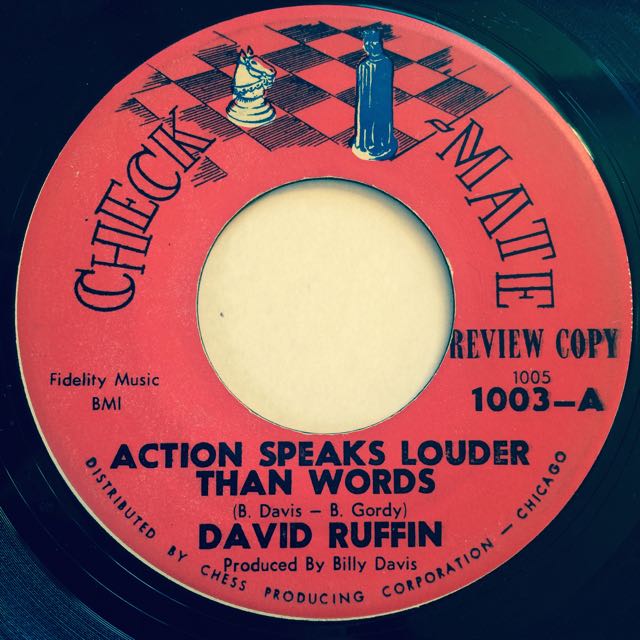 CHECK MATE
REVIEW COPY
Fidelity Music
BMI
1005
1003-A
ACTION SPEAKS LOUDER
THAN WORDS
(B. Davis - B. Gordy)
DAVID RUFFIN
Produced By Billy Davis
DISTRIBUTED BY CHESS PRODUCING CORPORATION - CHICAGO